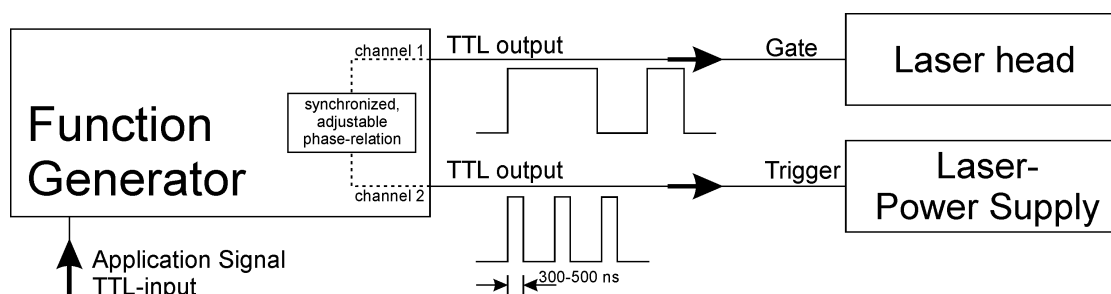 channel 1
TTL output
Gate
Laser head
synchronized,
adjustable
phase-relation
Function
Generator
TTL output
Trigger
Laser-
Power Supply
channel 2
Application Signal
TTL-input
300-500 ns